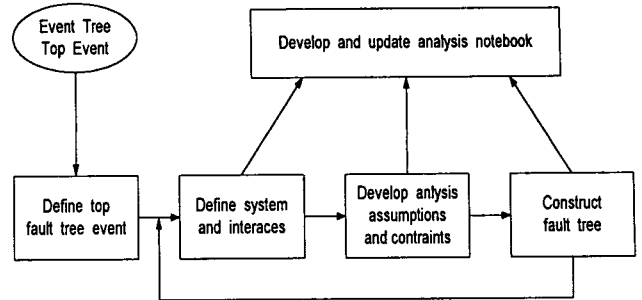 Event Tree
Top Event
Develop and update analysis notebook
Define top
fault tree event
Define system
and interaces
Develop anlysis
assumptions
and contraints
Construct
fault tree